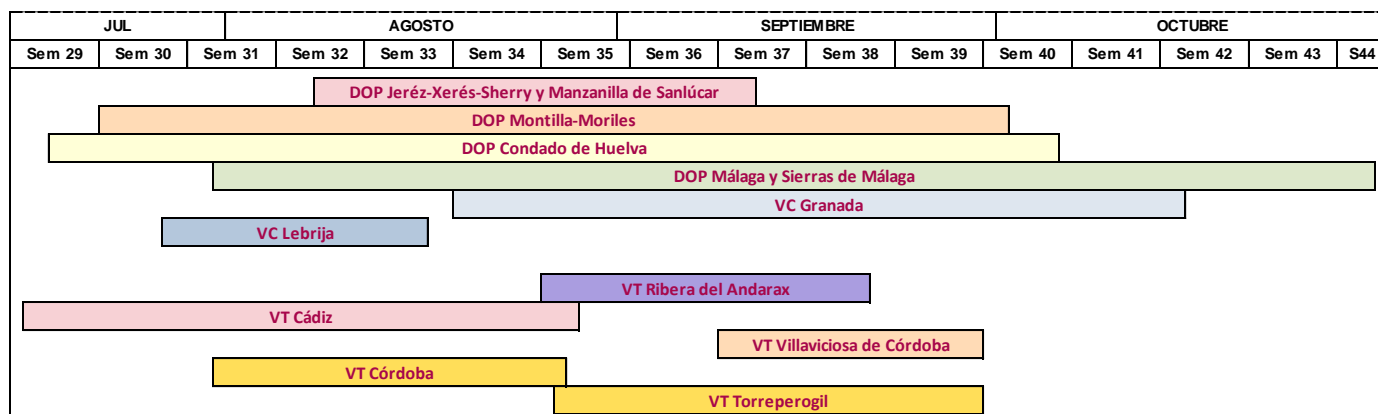 JUL AGOSTO SEPTIEMBRE OCTUBRE
Sem 29 Sem 30 Sem 31 Sem 32 Sem 33 Sem 34 Sem 35 Sem 36 Sem 37 Sem 38 Sem 39 Sem 40 Sem 41 Sem 42 Sem 43 S44
DOP Jeréz-Xerés-Sherry y Manzanilla de Sanlúcar
DOP Montilla-Moriles
DOP Condado de Huelva
DOP Málaga y Sierras de Málaga
VC Granada
VC Lebrija
VT Ribera del Andarax
VT Cádiz
VT Villaviciosa de Córdoba
VT Córdoba
VT Torreperogil